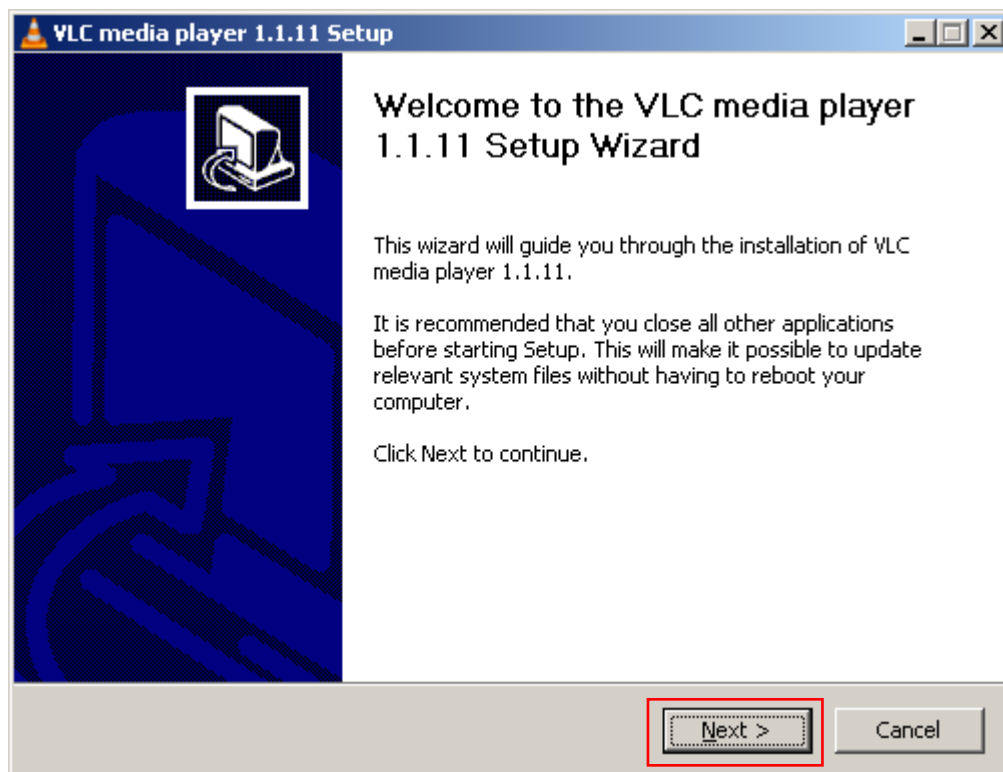 VLC media player 1.1.11 Setup
Welcome to the VLC media player
1.1.11 Setup Wizard
This wizard will guide you through the installation of VLC
media player 1.1.11.
It is recommended that you close all other applications
before starting Setup. This will make it possible to update
relevant system files without having to reboot your
computer.
Click Next to continue.
Next >
Cancel